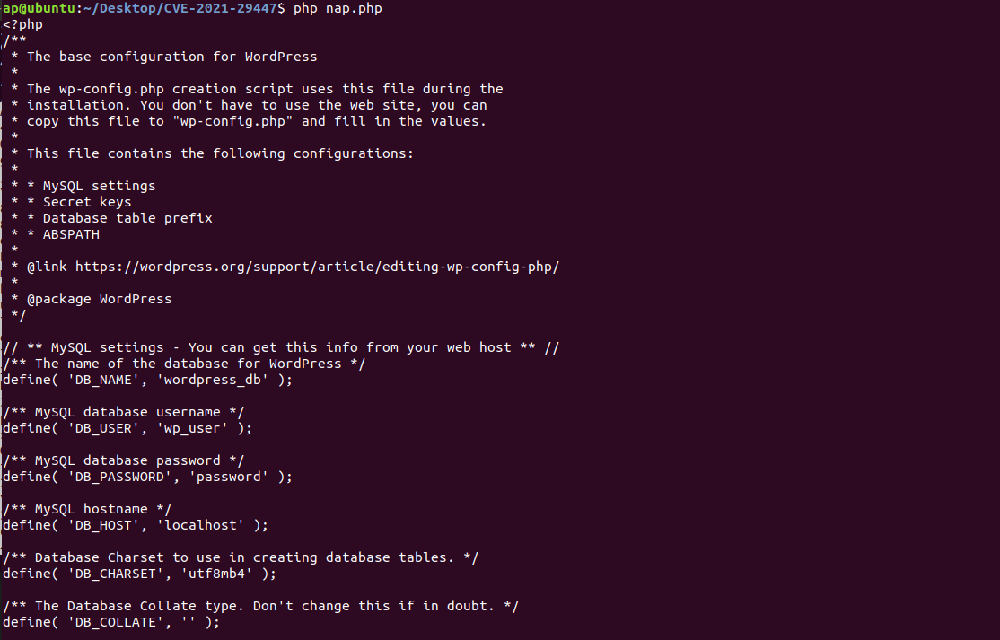 ap@ubuntu:~/Desktop/CVE-2021-29447$ php nap.php
<?php
/**
 * The base configuration for WordPress
 *
 * The wp-config.php creation script uses this file during the
 * installation. You don't have to use the web site, you can
 * copy this file to "wp-config.php" and fill in the values.
 *
 * This file contains the following configurations:
 *
 * * MySQL settings
 * * Secret keys
 * * Database table prefix
 * * ABSPATH
 *
 * @link https://wordpress.org/support/article/editing-wp-config-php/
 *
 * @package WordPress
 */

// ** MySQL settings - You can get this info from your web host ** //
/** The name of the database for WordPress */
define( 'DB_NAME', 'wordpress_db' );

/** MySQL database username */
define( 'DB_USER', 'wp_user' );

/** MySQL database password */
define( 'DB_PASSWORD', 'password' );

/** MySQL hostname */
define( 'DB_HOST', 'localhost' );

/** Database Charset to use in creating database tables. */
define( 'DB_CHARSET', 'utf8mb4' );

/** The Database Collate type. Don't change this if in doubt. */
define( 'DB_COLLATE', '' );